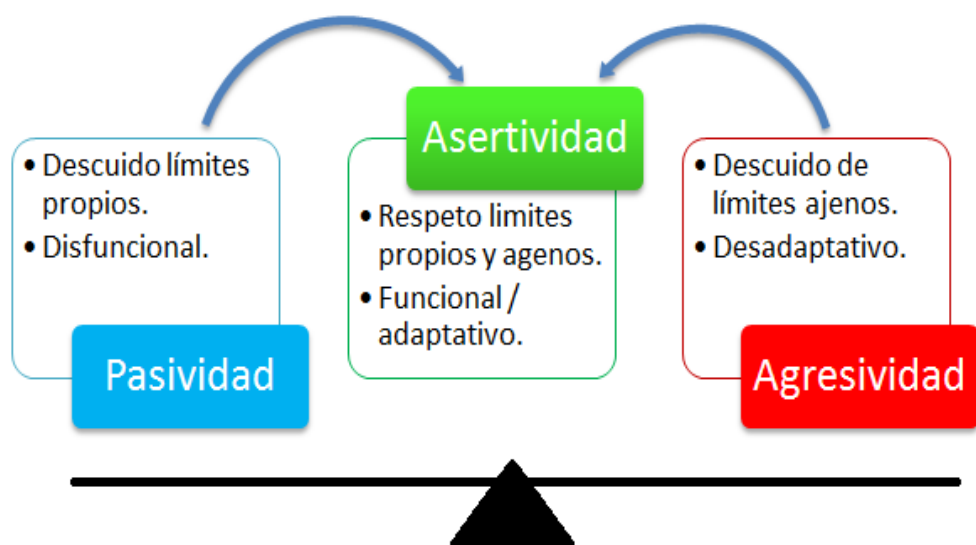 • Descuido límites
propios.
• Disfuncional.
Pasividad
Asertividad
• Respeto limites
propios y agenos.
• Funcional /
adaptativo.
• Descuido de
límites ajenos.
• Desadaptativo.
Agresividad